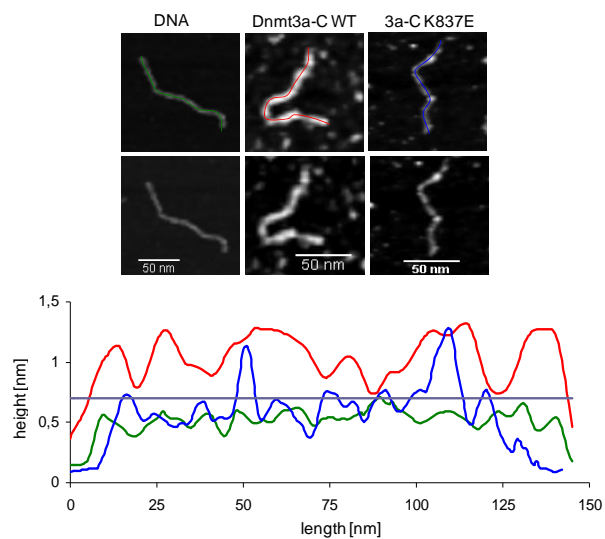 DNA Dnmt3a-C WT 3a-C K837E
50 nm 50 nm 50 nm
1,5
1
0,5
0
height [nm]
0 25 50 75 100 125 150
length [nm]